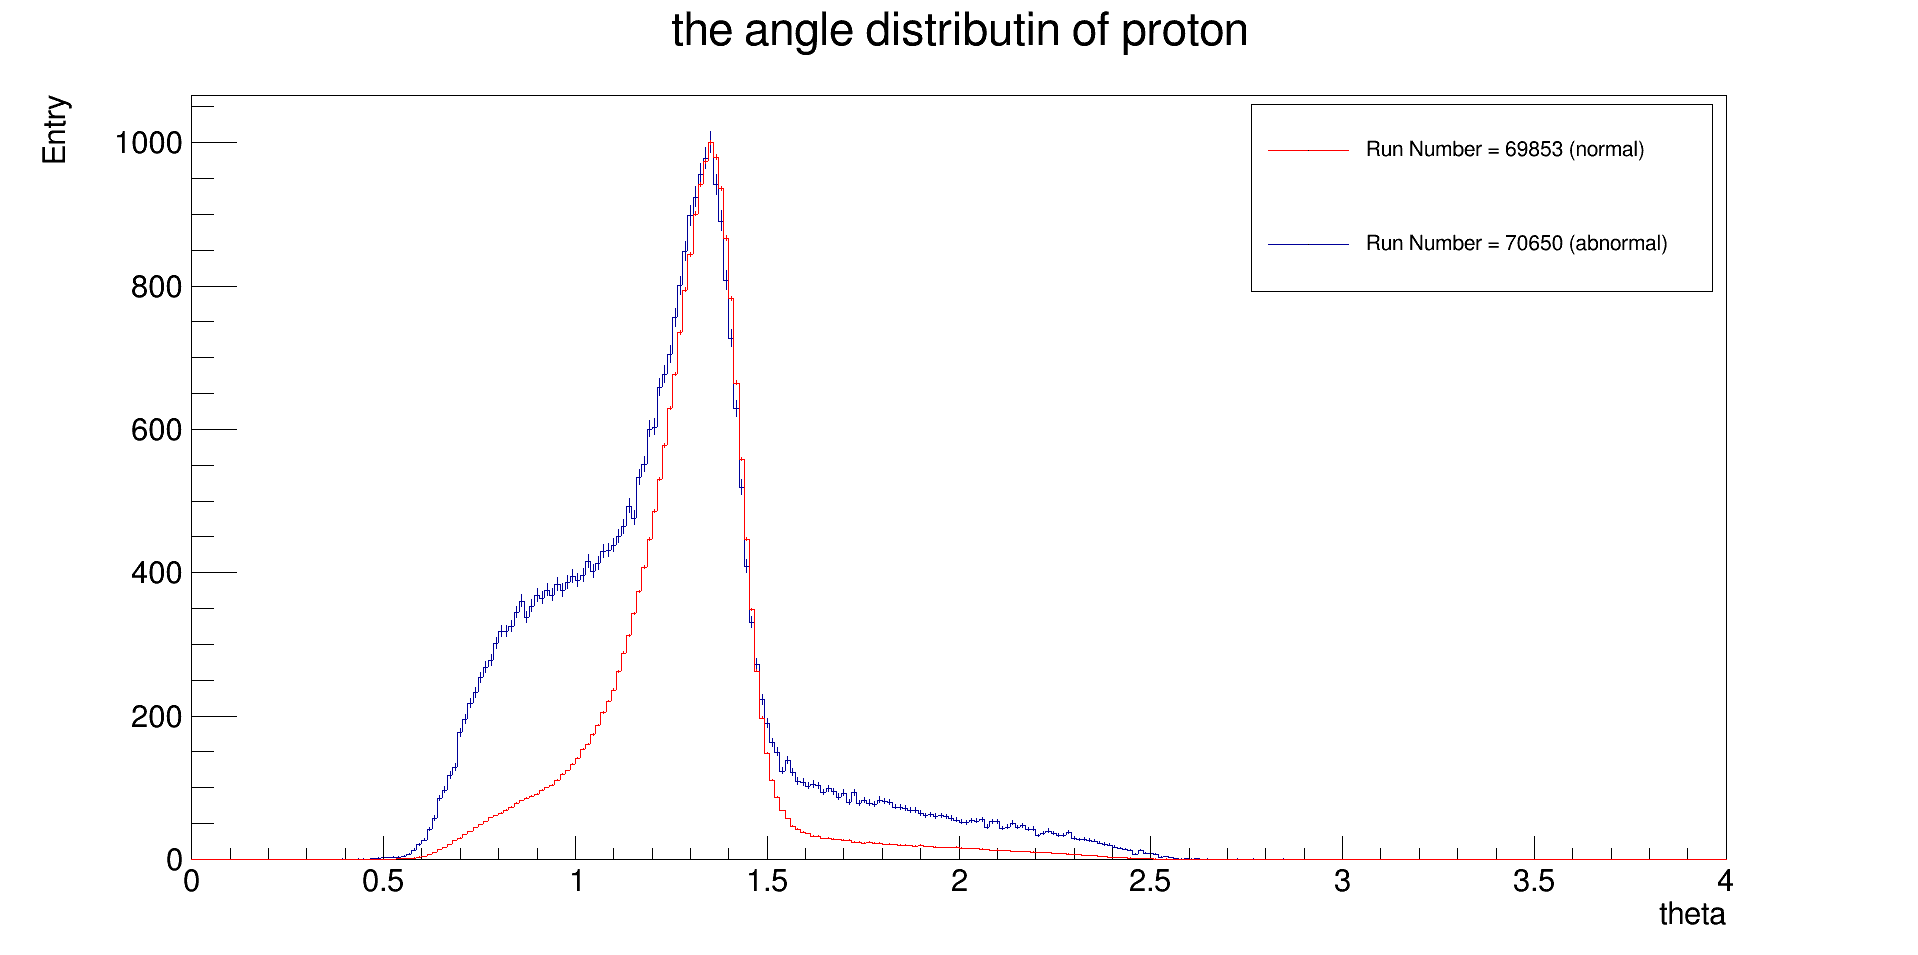 the angle distributin of proton
Entry
Run Number = 69853 (normal)
Run Number = 70650 (abnormal)
1000
800
600
400
200
0
0 0.5 1 1.5 2 2.5 3 3.5 4
theta